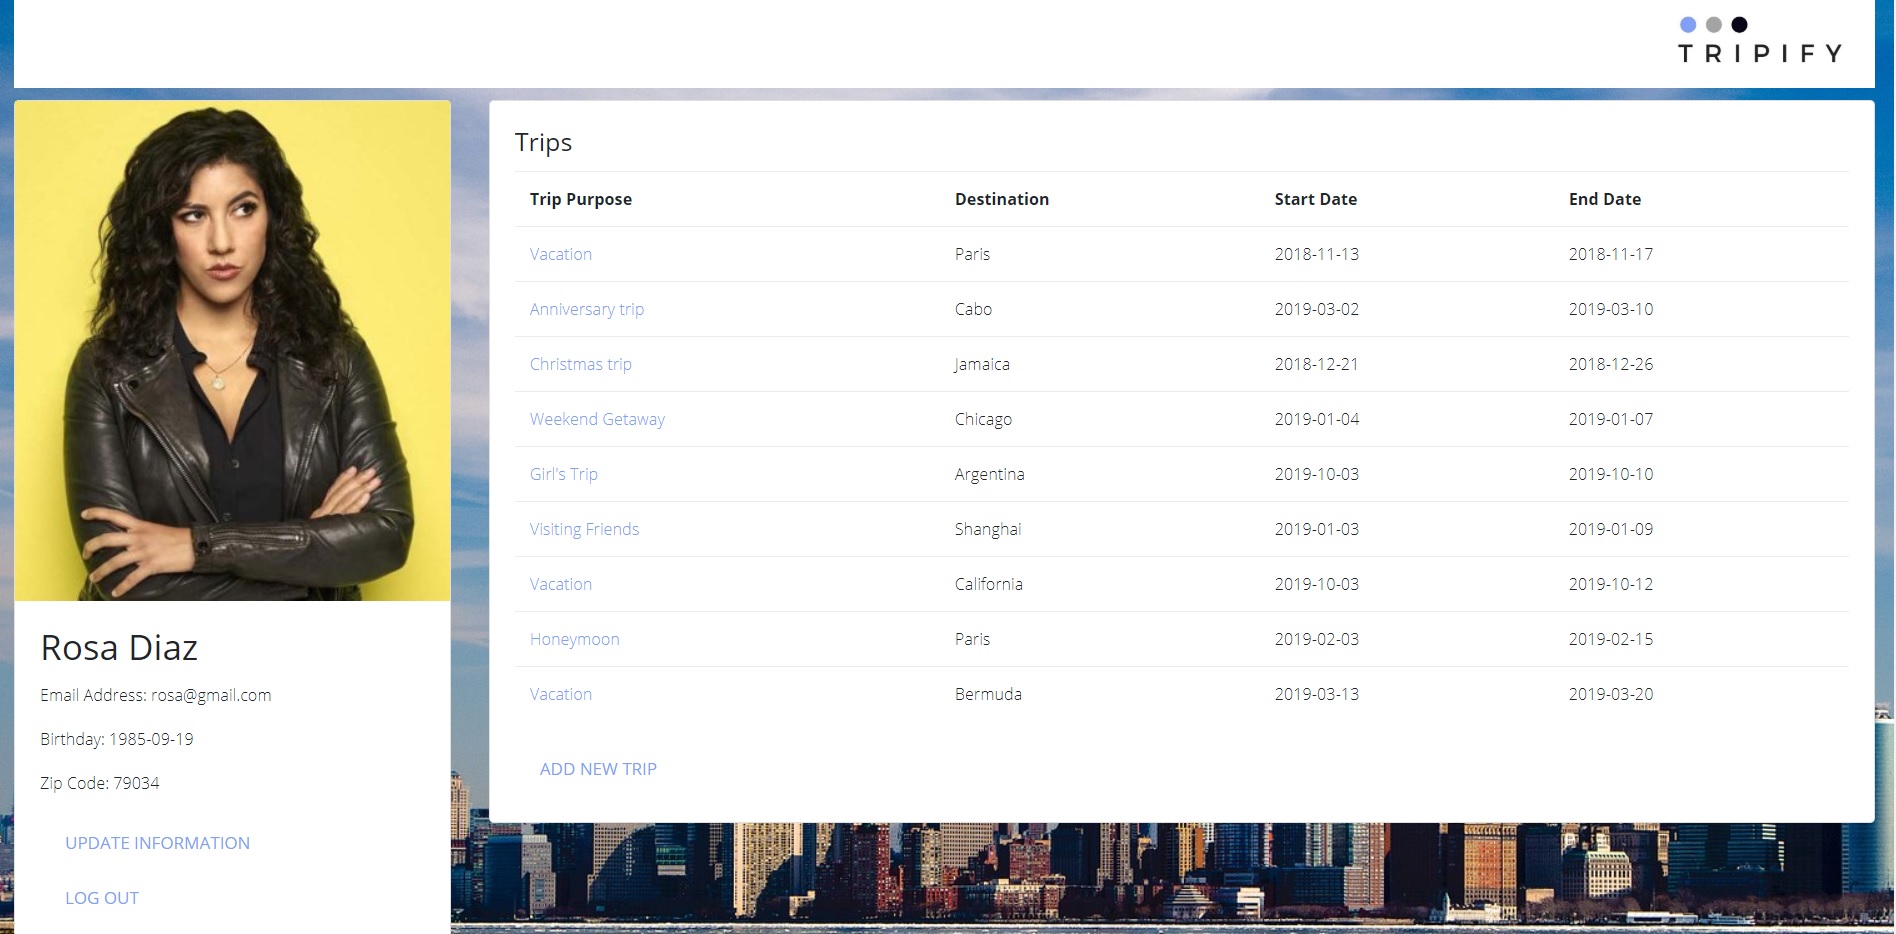 TRIPIFY
Rosa Diaz
Email Address: rosa@gmail.com
Birthday: 1985-09-19
Zip Code: 79034
UPDATE INFORMATION
LOG OUT
Trips
Trip Purpose Destination Start Date End Date
Vacation Paris 2018-11-13 2018-11-17
Anniversary trip Cabo 2019-03-02 2019-03-10
Christmas trip Jamaica 2018-12-21 2018-12-26
Weekend Getaway Chicago 2019-01-04 2019-01-07
Girl's Trip Argentina 2019-10-03 2019-10-10
Visiting Friends Shanghai 2019-01-03 2019-01-09
Vacation California 2019-10-03 2019-10-12
Honeymoon Paris 2019-02-03 2019-02-15
Vacation Bermuda 2019-03-13 2019-03-20
ADD NEW TRIP